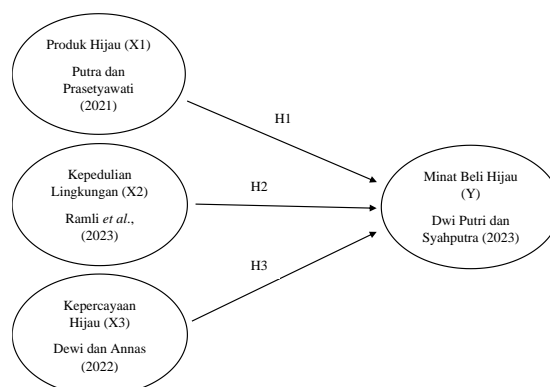 Produk Hijau (X1)
Putra dan
Prasetyawati
(2021)
H1
Kepedulian
Lingkungan (X2)
Ramli et al.,
(2023)
H2
Minat Beli Hijau
(Y)
Dwi Putri dan
Syahputra (2023)
H3
Kepercayaan
Hijau (X3)
Dewi dan Annas
(2022)